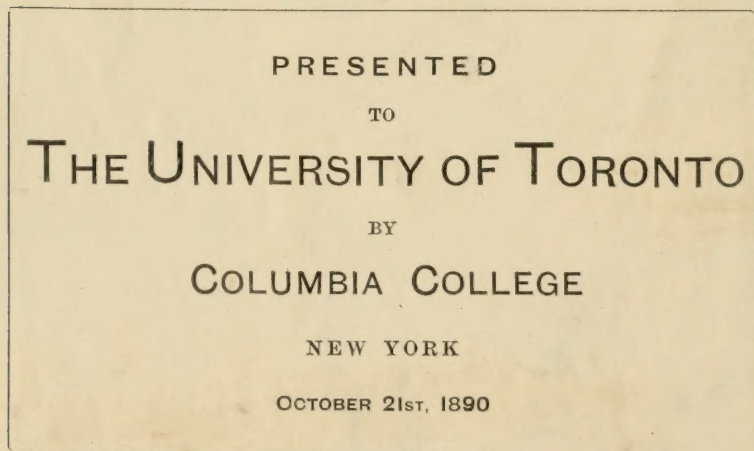 PRESENTED
TO
THE UNIVERSITY OF TORONTO
BY
COLUMBIA COLLEGE
NEW YORK
OCTOBER 21ST, 1890